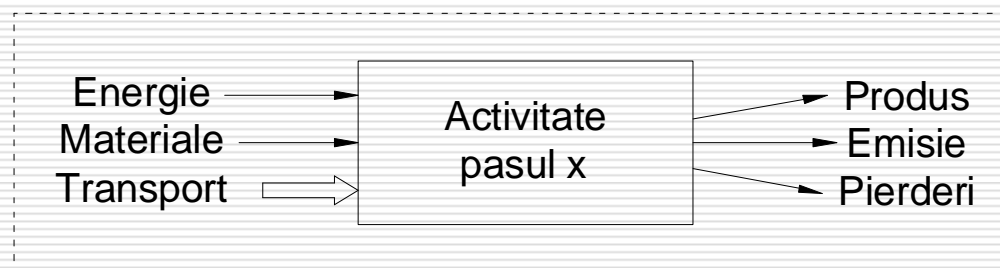 Energie
Materiale
Transport
Activitate
pasul x
Produs
Emisie
Pierderi